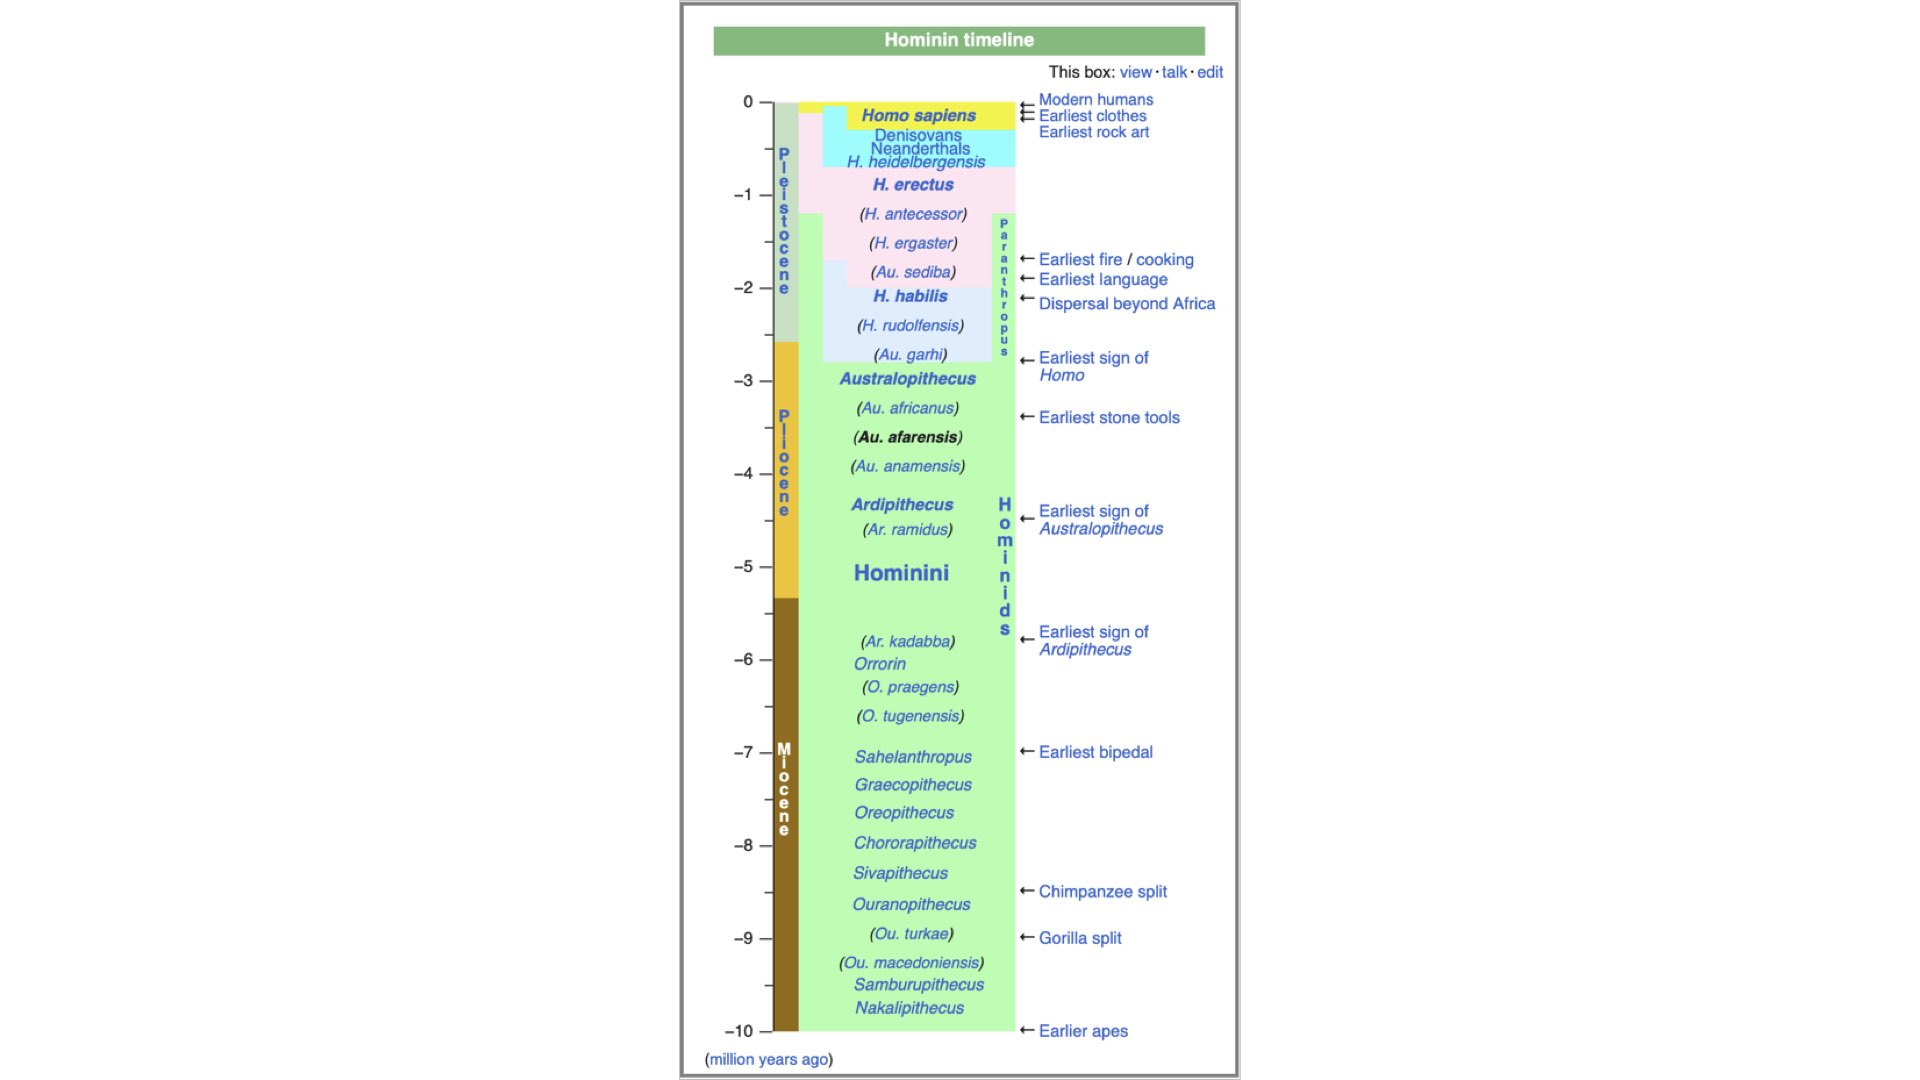 Hominin timeline
This box: view · talk · edit
0
−1
−2
−3
−4
−5
−6
−7
−8
−9
−10
(million years ago)
Pleistocene
Pliocene
Miocene
Homo sapiens
Denisovans
Neanderthals
H. heidelbergensis
H. erectus
(H. antecessor)
(H. ergaster)
(Au. sediba)
H. habilis
(H. rudolfensis)
(Au. garhi)
Australopithecus
(Au. africanus)
(Au. afarensis)
(Au. anamensis)
Ardipithecus
(Ar. ramidus)
Hominini
(Ar. kadabba)
Orrorin
(O. praegens)
(O. tugenensis)
Sahelanthropus
Graecopithecus
Oreopithecus
Chororapithecus
Sivapithecus
Ouranopithecus
(Ou. turkae)
(Ou. macedoniensis)
Samburupithecus
Nakalipithecus
Paranthropus
Hominids
←Modern humans
←Earliest clothes
←Earliest rock art
←Earliest fire / cooking
←Earliest language
←Dispersal beyond Africa
←Earliest sign of
Homo
←Earliest stone tools
←Earliest sign of
Australopithecus
←Earliest sign of
Ardipithecus
←Earliest bipedal
←Chimpanzee split
←Gorilla split
←Earlier apes